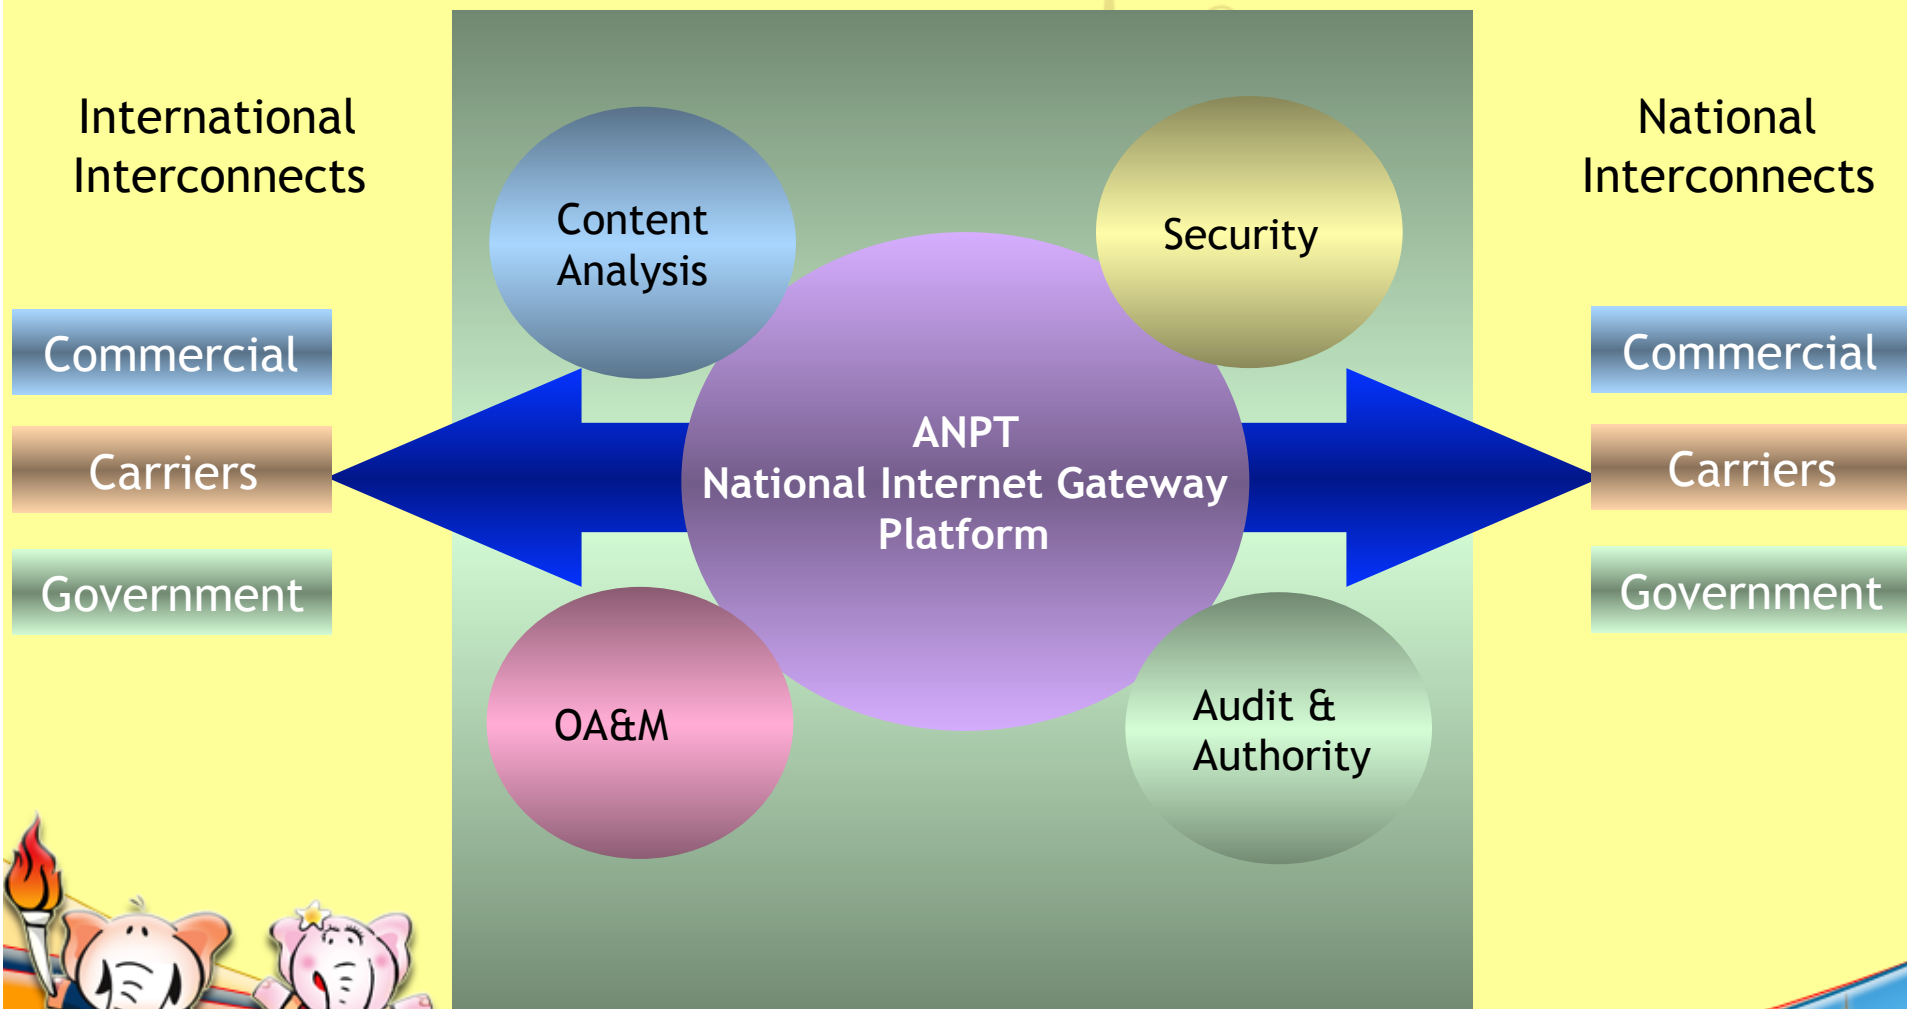 International
Interconnects
Commercial
Carriers
Government
Content
Analysis
Security
ANPT
National Internet Gateway
Platform
OA&M
Audit &
Authority
National
Interconnects
Commercial
Carriers
Government